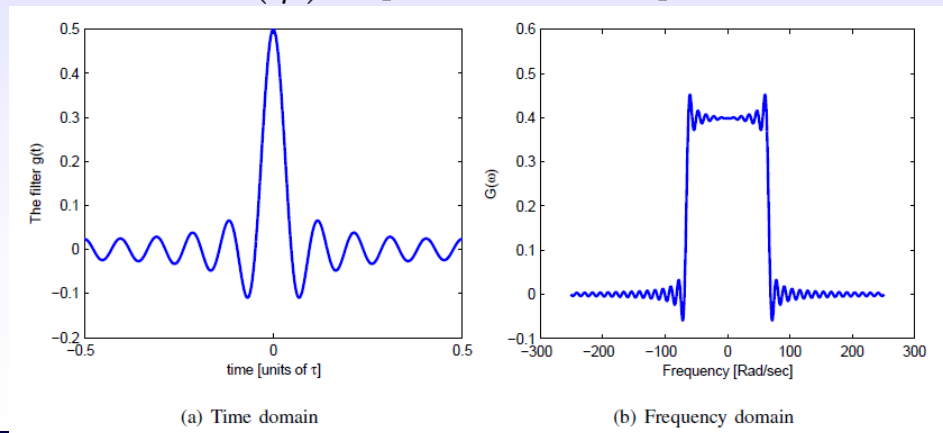 0.5
0.4
0.3
0.2
0.1
0
−0.1
−0.2
The filter g(t)
−0.5 0 0.5
time [units of τ]
(a) Time domain
0.6
0.5
0.4
0.3
0.2
0.1
0
−0.1
G(ω)
−300 −200 −100 0 100 200 300
Frequency [Rad/sec]
(b) Frequency domain